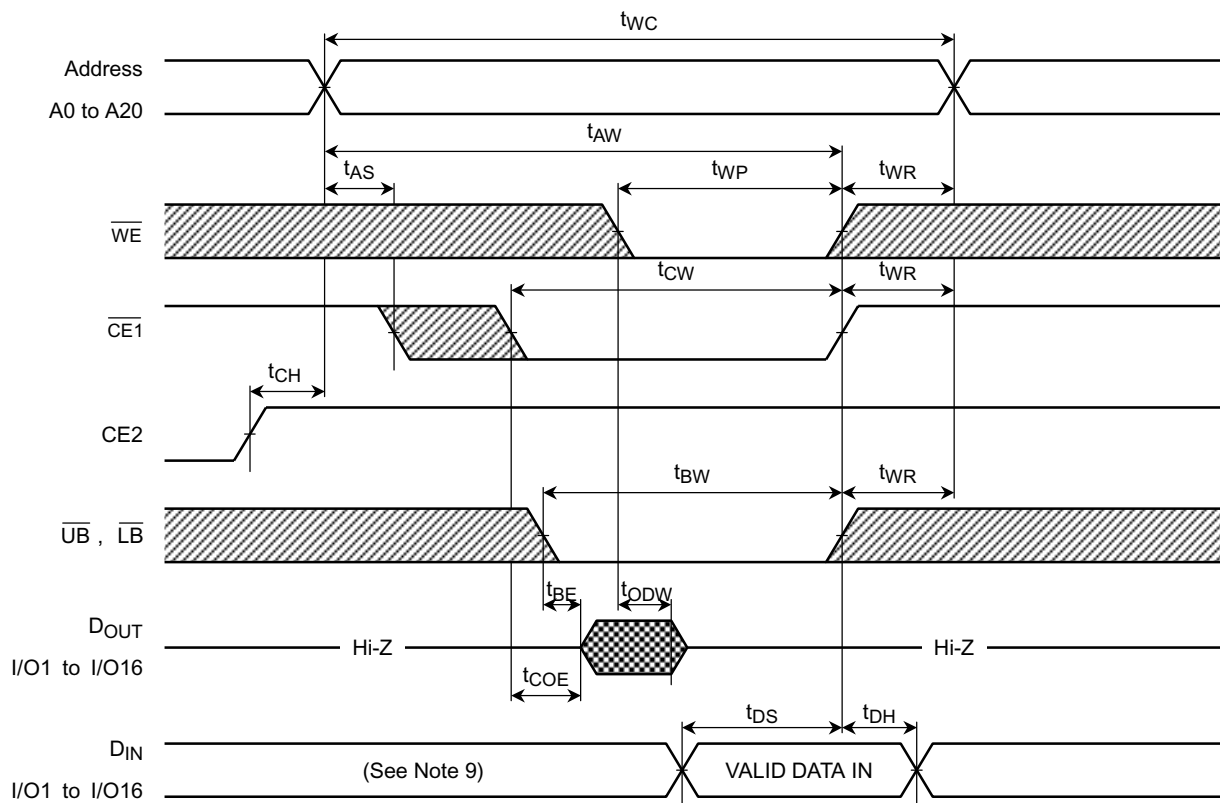 tWC
Address
A0 to A20
tAW
tAS
tWP
tWR
WE
tCW
tWR
CE1
tCH
CE2
tBW
tWR
UB , LB
tBE
tODW
DOUT
Hi-Z
Hi-Z
I/O1 to I/O16
tCOE
tDS
tDH
DIN
(See Note 9)
VALID DATA IN
I/O1 to I/O16